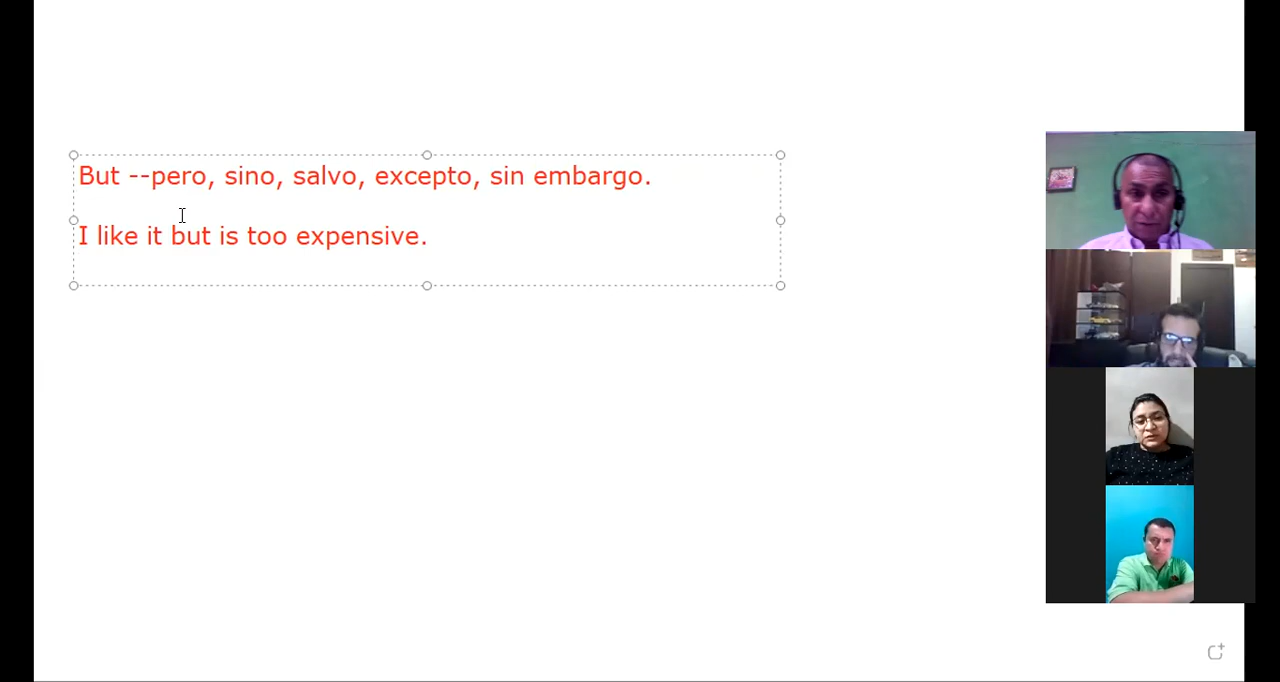 But --pero, sino, salvo, excepto, sin embargo.
I like it but is too expensive.